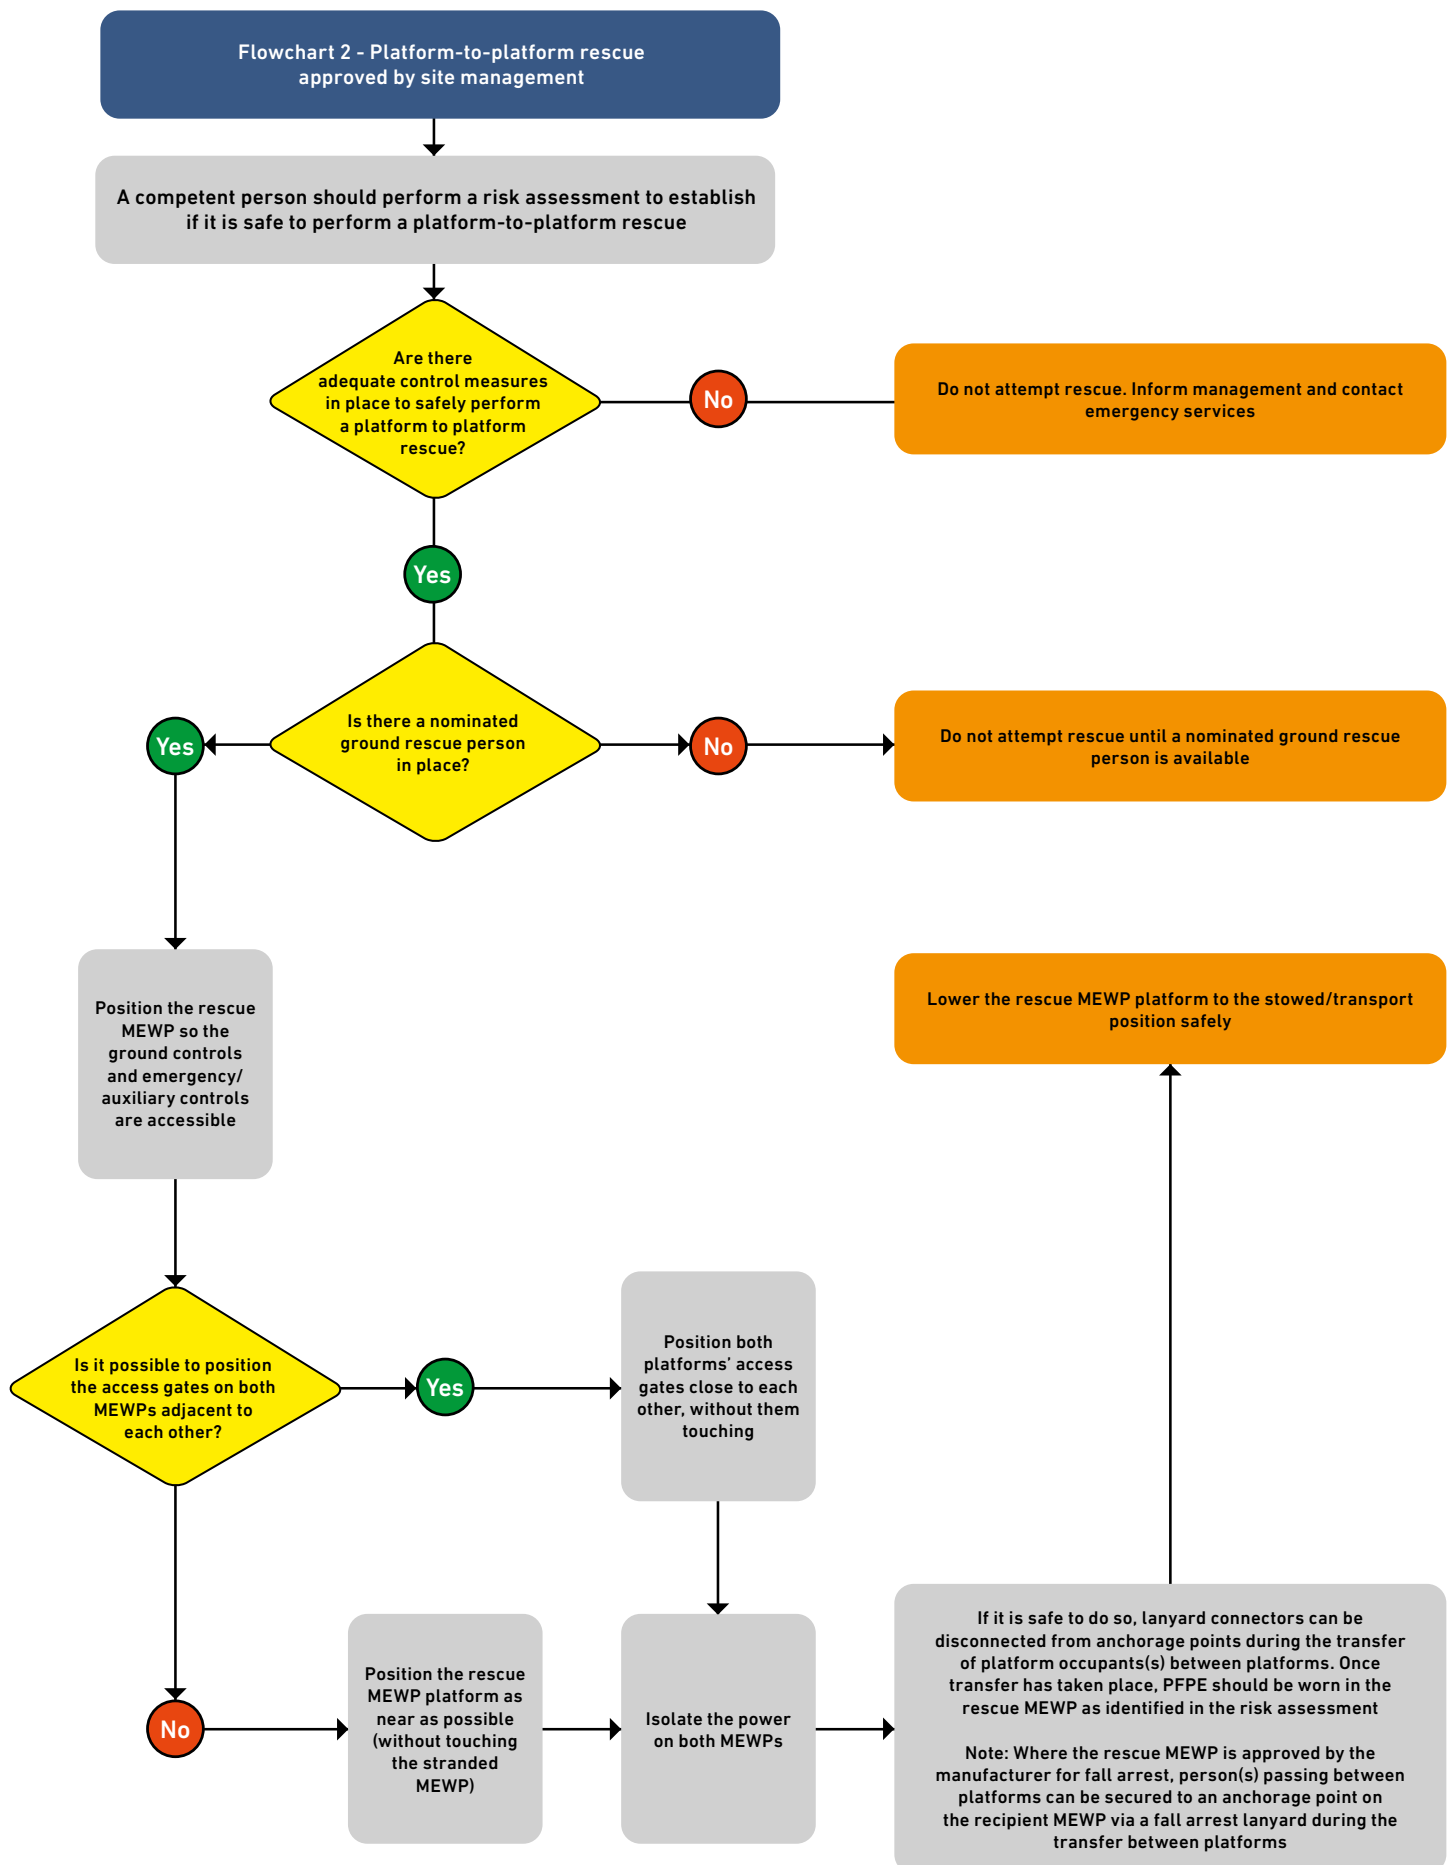 Flowchart 2 - Platform-to-platform rescue
approved by site management
A competent person should perform a risk assessment to establish
if it is safe to perform a platform-to-platform rescue
Are there
adequate control measures
in place to safely perform
a platform to platform
rescue?
No
Do not attempt rescue. Inform management and contact
emergency services
Yes
Is there a nominated
ground rescue person
in place?
Yes
No
Do not attempt rescue until a nominated ground rescue
person is available
Position the rescue
MEWP so the
ground controls
and emergency/
auxiliary controls
are accessible
Lower the rescue MEWP platform to the stowed/transport
position safely
Is it possible to position
the access gates on both
MEWPs adjacent to
each other?
Yes
Position both
platforms’ access
gates close to each
other, without them
touching
No
Position the rescue
MEWP platform as
near as possible
(without touching
the stranded
MEWP)
Isolate the power
on both MEWPs
If it is safe to do so, lanyard connectors can be
disconnected from anchorage points during the transfer
of platform occupants(s) between platforms. Once
transfer has taken place, PFPE should be worn in the
rescue MEWP as identified in the risk assessment
Note: Where the rescue MEWP is approved by the
manufacturer for fall arrest, person(s) passing between
platforms can be secured to an anchorage point on
the recipient MEWP via a fall arrest lanyard during the
transfer between platforms